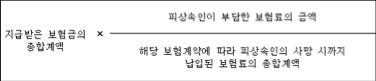 피상속인이 부담한 보험료의 금액
지급받은 보험금의
총합계액
×
해당 보험계약에 따라 피상속인의 사망 시까지
납입된 보험료의 총합계액